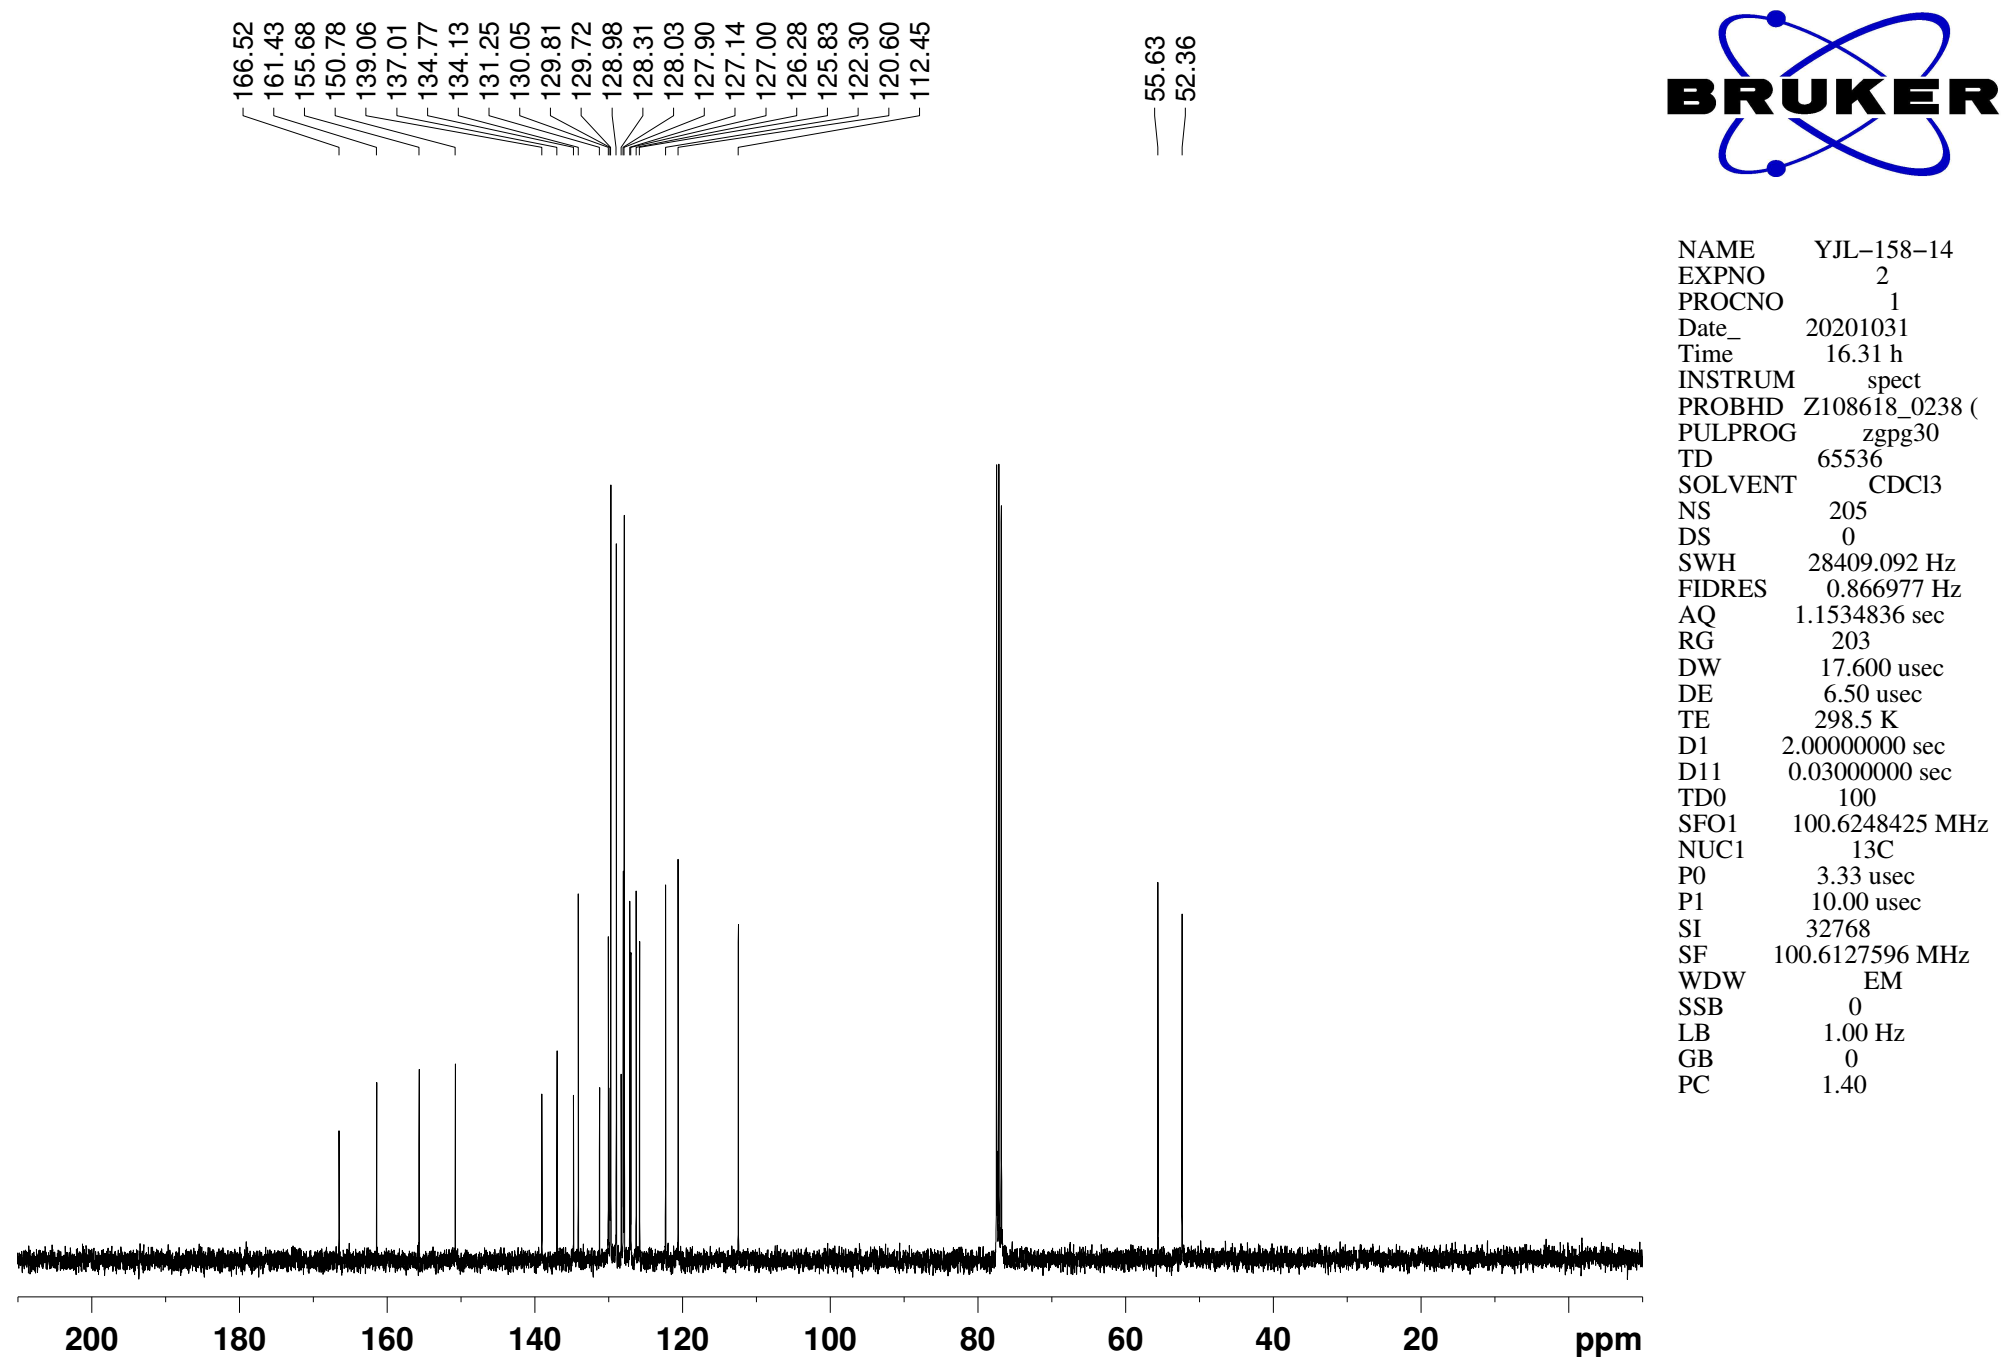 166.52
161.43
155.68
150.78
139.06
137.01
134.77
134.13
131.25
130.05
129.81
129.72
128.98
128.31
128.03
127.90
127.14
127.00
126.28
125.83
122.30
120.60
112.45
55.63
52.36
BRUKER
NAME YJL-158-14
EXPNO 2
PROCNO 1
Date_ 20201031
Time 16.31 h
INSTRUM spect
PROBHD Z108618_0238 (
PULPROG zgpg30
TD 65536
SOLVENT CDCl3
NS 205
DS 0
SWH 28409.092 Hz
FIDRES 0.866977 Hz
AQ 1.1534836 sec
RG 203
DW 17.600 usec
DE 6.50 usec
TE 298.5 K
D1 2.00000000 sec
D11 0.03000000 sec
TD0 100
SFO1 100.6248425 MHz
NUC1 13C
P0 3.33 usec
P1 10.00 usec
SI 32768
SF 100.6127596 MHz
WDW EM
SSB 0
LB 1.00 Hz
GB 0
PC 1.40
200 180 160 140 120 100 80 60 40 20 ppm